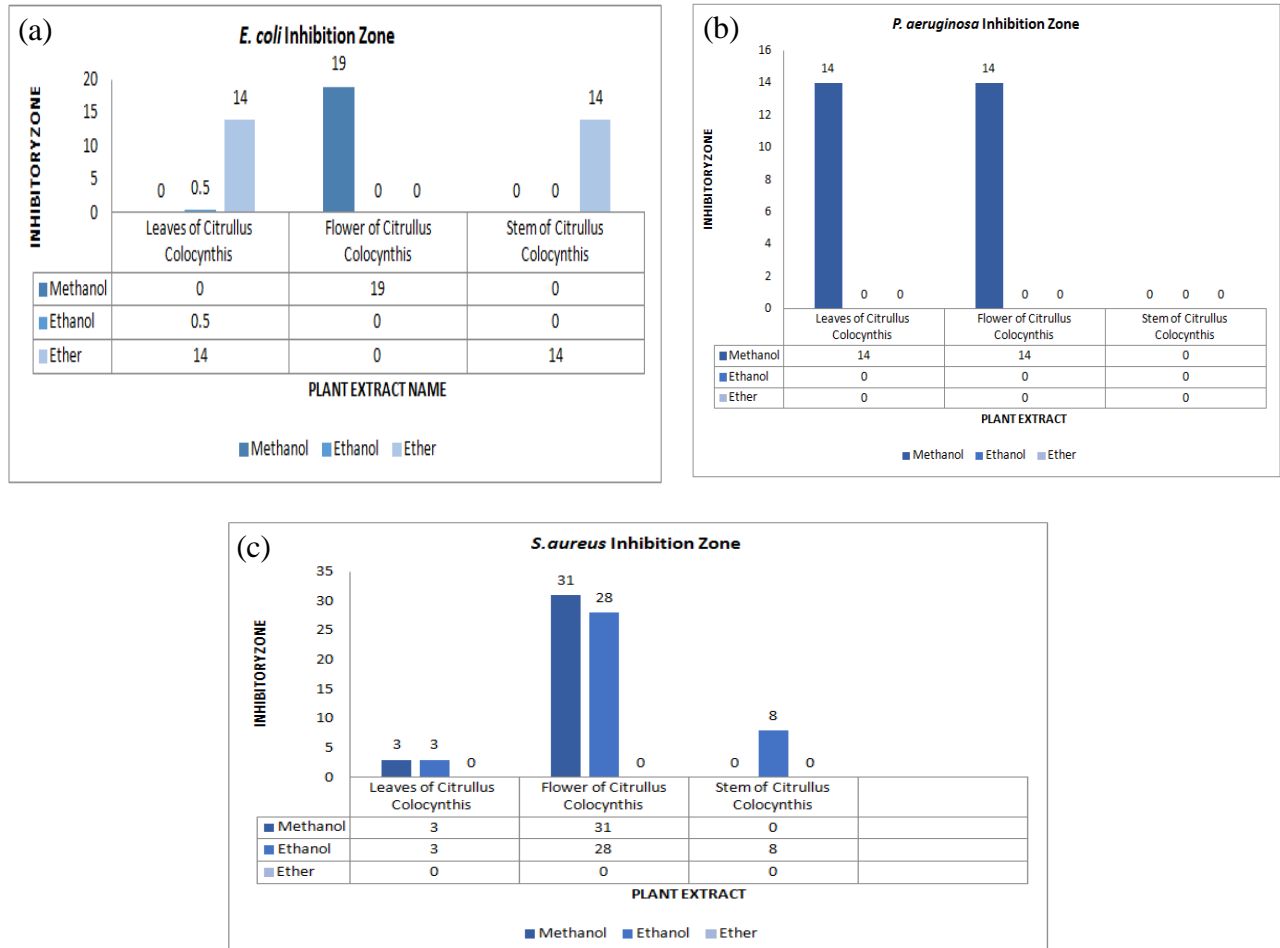 (a)
E. coli Inhibition Zone
INHIBITORYZONE
20
15
10
5
0
0
0.5
14
19
0
0
0
0
14
Leaves of Citrullus
Colocynthis
Flower of Citrullus
Colocynthis
Stem of Citrullus
Colocynthis
Methanol 0 19 0
Ethanol 0.5 0 0
Ether 14 0 14
PLANT EXTRACT NAME
Methanol Ethanol Ether
(b)
P. aeruginosa Inhibition Zone
INHIBITORYZONE
16
14
12
10
8
6
4
2
0
14
0
0
14
0
0
0
0
0
Leaves of Citrullus
Colocynthis
Flower of Citrullus
Colocynthis
Stem of Citrullus
Colocynthis
Methanol 14 14 0
Ethanol 0 0 0
Ether 0 0 0
PLANT EXTRACT
Methanol Ethanol Ether
(c)
S.aureus Inhibition Zone
INHIBITORYZONE
35
30
25
20
15
10
5
0
3
3
0
31
28
0
0
8
0
Leaves of Citrullus
Colocynthis
Flower of Citrullus
Colocynthis
Stem of Citrullus
Colocynthis
Methanol 3 31 0
Ethanol 3 28 8
Ether 0 0 0
PLANT EXTRACT
Methanol Ethanol Ether